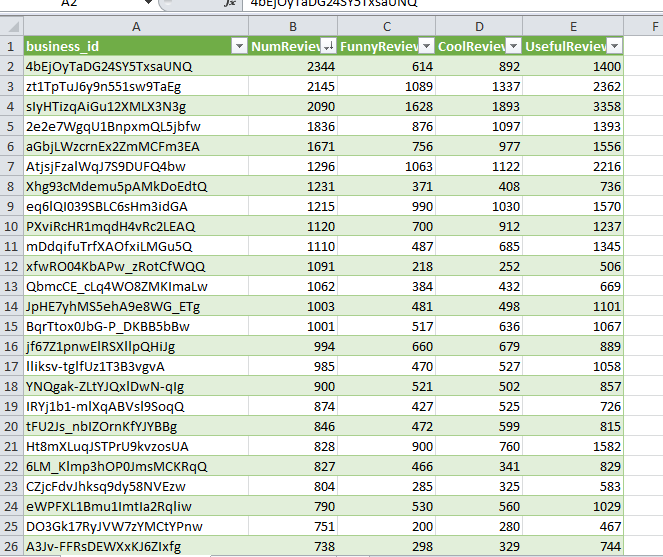 A2 fx 4bEjOyTaDG24SY5TxsaUNQ
A B C D E F
1 business_id NumReview FunnyReview CoolReview UsefulReview
2 4bEjOyTaDG24SY5TxsaUNQ 2344 614 892 1400
3 zt1TpTuJ6y9n551sw9TaEg 2145 1089 1337 2362
4 sIyHTizqAiGu12XMLX3N3g 2090 1628 1893 3358
5 2e2e7WgqU1BnpxmQL5jbfw 1836 876 1097 1393
6 aGbjLWzcrnEx2ZmMCFm3EA 1671 756 977 1556
7 AtjsjFzalWqJ7S9DUFQ4bw 1296 1063 1122 2216
8 Xhg93cMdemu5pAMkDoEdtQ 1231 371 408 736
9 eq6lQI039SBLC6sHm3idGA 1215 990 1030 1570
10 PXviRcHR1mqdH4vRc2LEAQ 1120 700 912 1237
11 mDdqifuTrfXAOfxiLMGu5Q 1110 487 685 1345
12 xfwRO04KbAPw_zRotCfWQQ 1091 218 252 506
13 QbmcCE_cLq4WO8ZMKImaLw 1062 384 432 669
14 JpHE7yhMS5ehA9e8WG_ETg 1003 481 498 1101
15 BqrTtox0JbG-P_DKBB5bBw 1001 517 636 1067
16 jf67Z1pnwElRSXllpQHiJg 994 660 679 889
17 lliksv-tglfUz1T3B3vgvA 985 470 527 1058
18 YNQgak-ZLtYJQxlDwN-qIg 900 521 502 857
19 IRYj1b1-mlXqABVsl9SoqQ 874 427 525 726
20 tFU2Js_nbIZOrnKfYJYBBg 846 472 599 815
21 Ht8mXLuqJSTPrU9kvzosUA 828 900 760 1582
22 6LM_Klmp3hOP0JmsMCKRqQ 827 466 341 829
23 CZjcFdvJhksq9dy58NVEzw 804 285 325 583
24 eWPFXL1Bmu1ImtIa2RqIiw 790 530 560 1029
25 DO3Gk17RyJVW7zYMCtYPnw 751 200 280 467
26 A3Jv-FFRsDEWXxKJ6ZIxfg 738 298 329 744